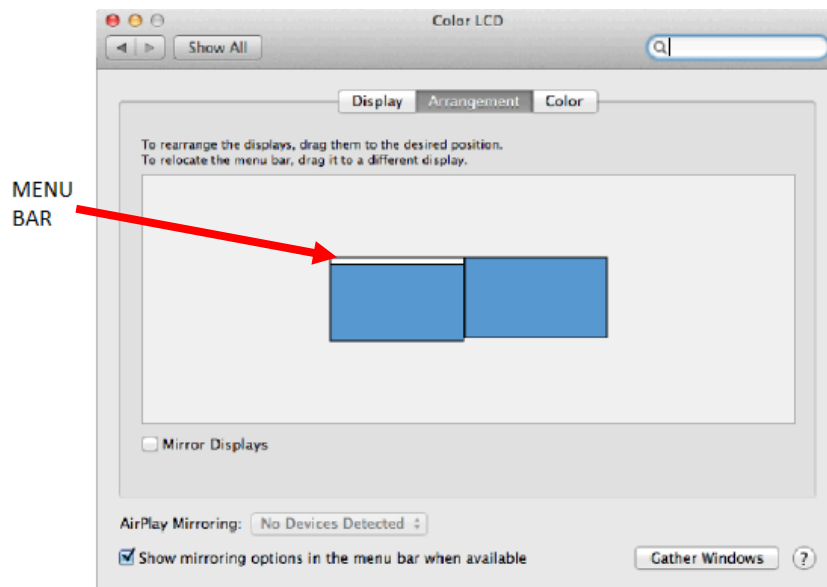 Color LCD
Show All
Display Arrangement Color
To rearrange the displays, drag them to the desired position.
To relocate the menu bar, drag it to a different display.
MENU
BAR
Mirror Displays
AirPlay Mirroring: No Devices Detected
Show mirroring options in the menu bar when available
Gather Windows ?